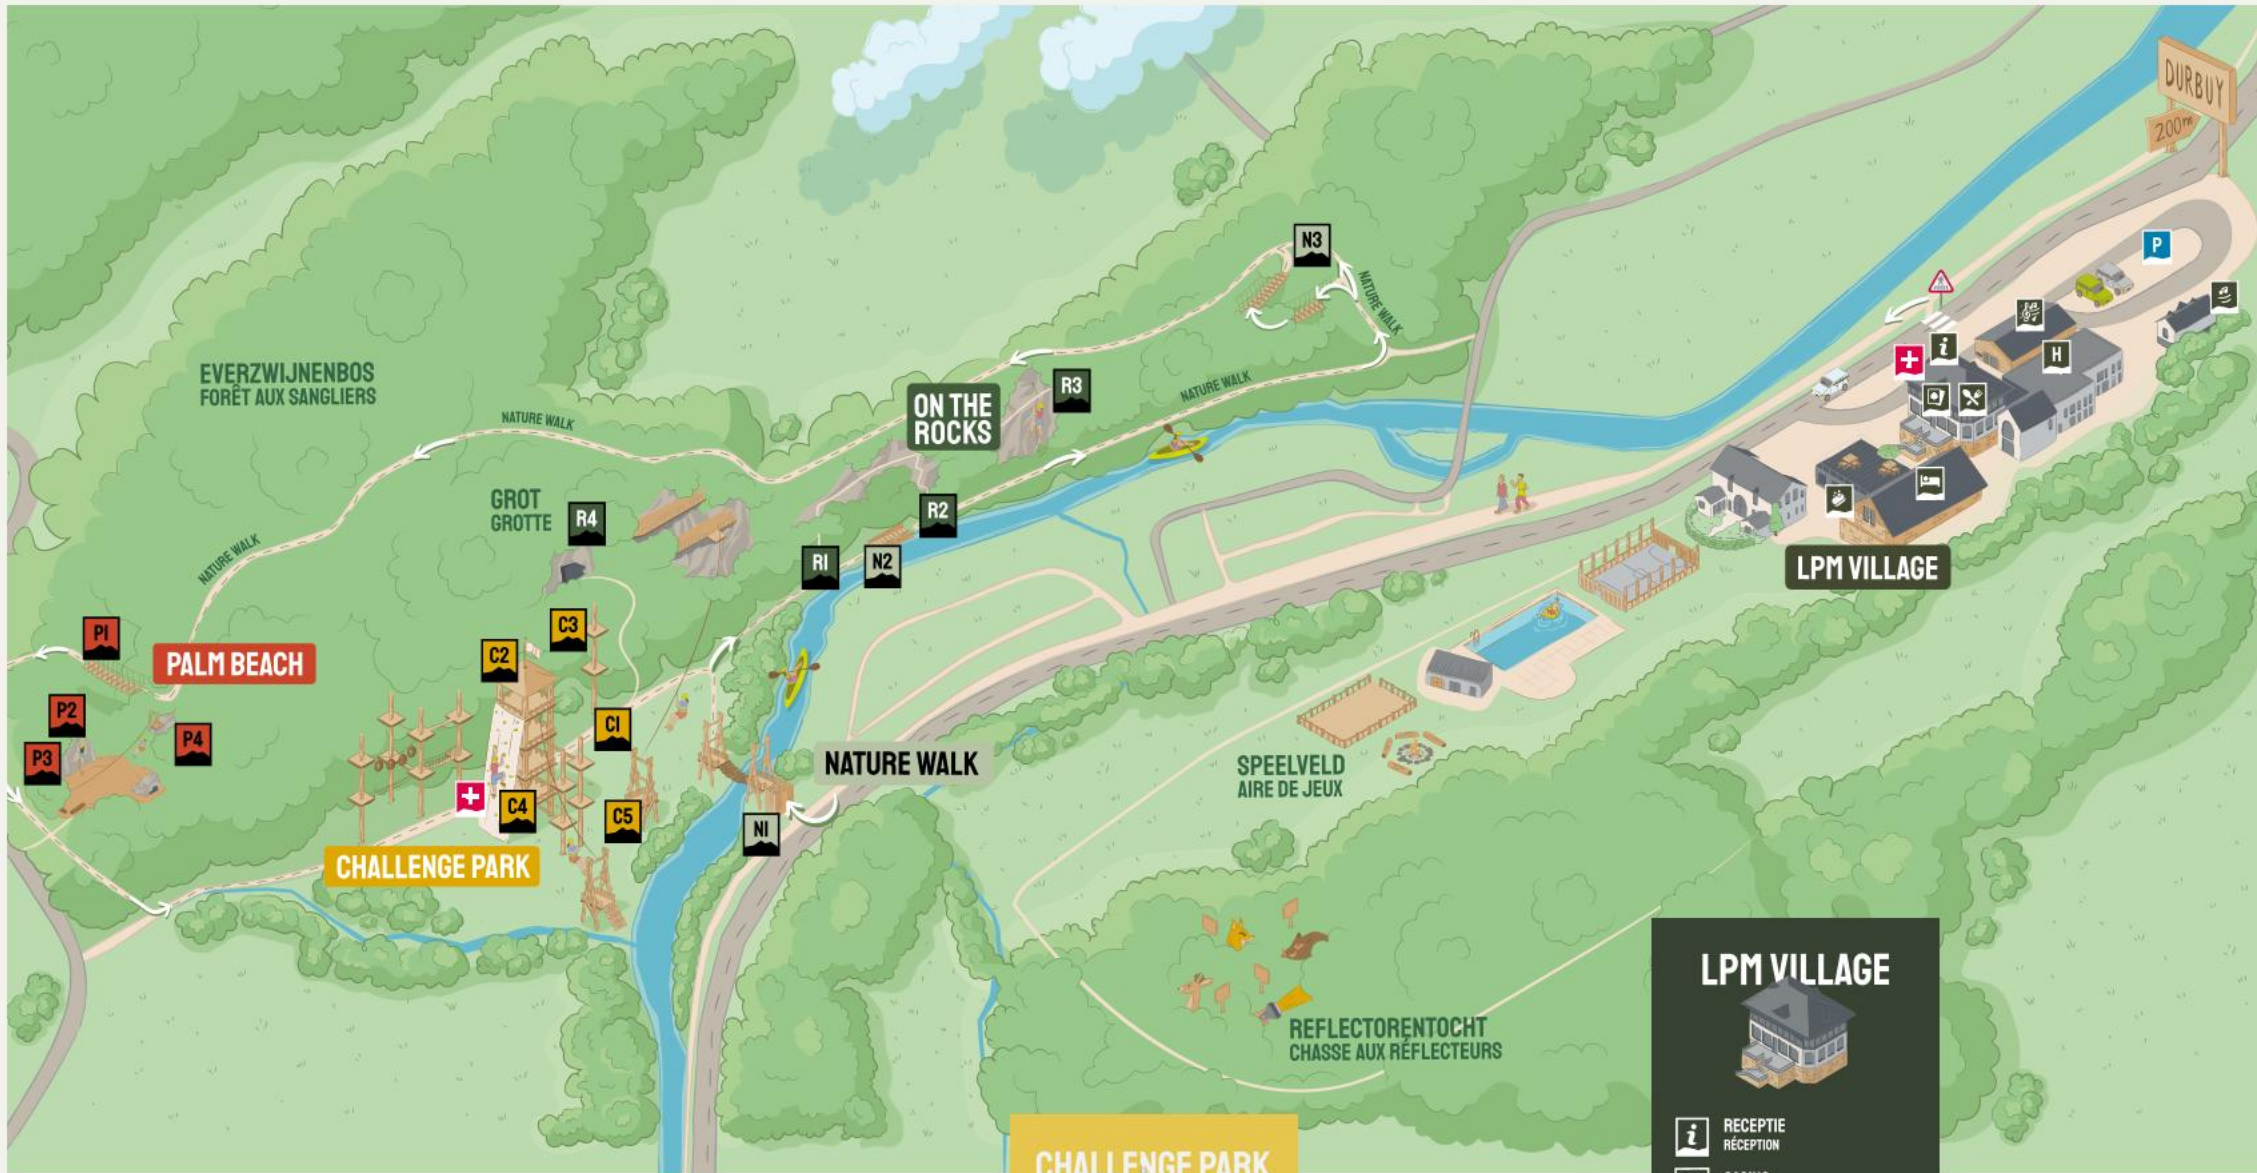 DURBUY
200m
N3
P
NATURE WALK
i
H
EVERZWIJNENBOS
FORÊT AUX SANGLIERS
R3
NATURE WALK
ON THE
ROCKS
NATURE WALK
GROT
GROTTE
R4
R2
NATURE WALK
R1
N2
LPM VILLAGE
P1
C3
PALM BEACH
C2
P2
C1
P4
P3
NATURE WALK
SPEELVELD
AIRE DE JEUX
C4
C5
N1
CHALLENGE PARK
LPM VILLAGE
REFLECTORENTOCHT
CHASSE AUX RÉFLECTEURS
i
RECEPTIE
RÉCEPTION
CHALLENGE PARK